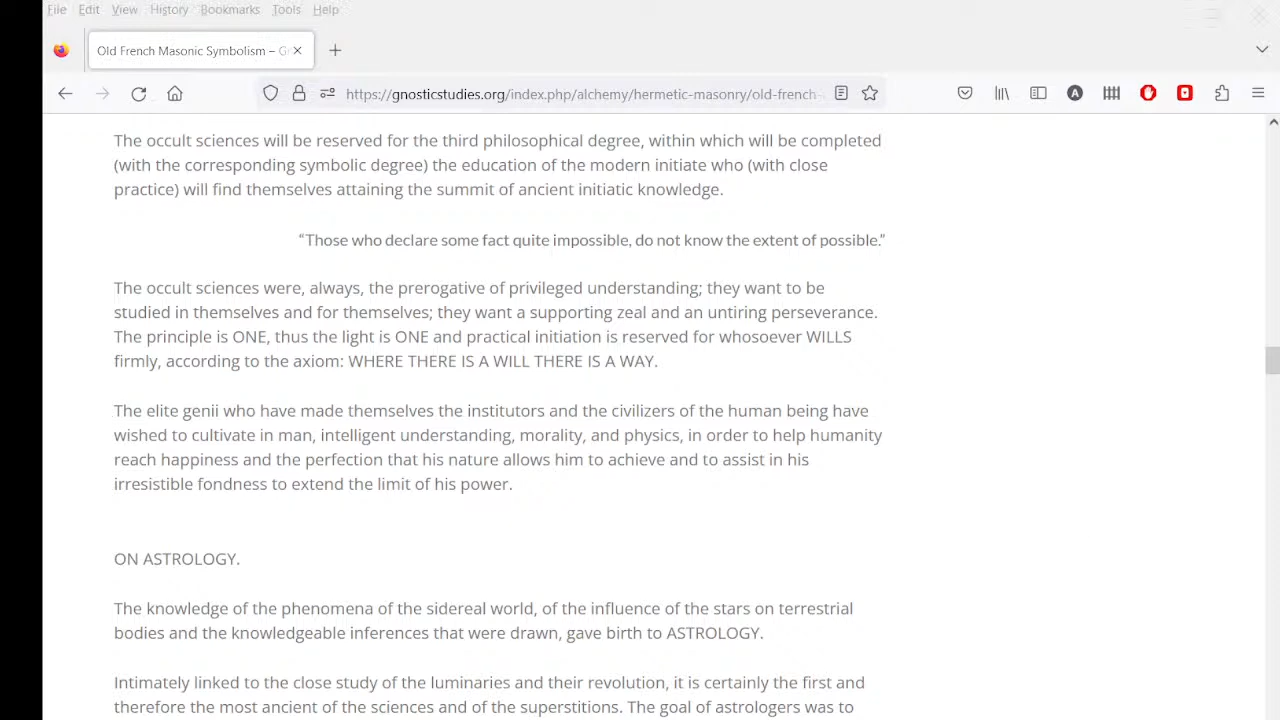 File Edit View History Bookmarks Tools Help
Old French Masonic Symbolism – G
https://gnosticstudies.org/index.php/alchemy/hermetic-masonry/old-french
The occult sciences will be reserved for the third philosophical degree, within which will be completed
(with the corresponding symbolic degree) the education of the modern initiate who (with close
practice) will find themselves attaining the summit of ancient initiatic knowledge.
“Those who declare some fact quite impossible, do not know the extent of possible.”
The occult sciences were, always, the prerogative of privileged understanding; they want to be
studied in themselves and for themselves; they want a supporting zeal and an untiring perseverance.
The principle is ONE, thus the light is ONE and practical initiation is reserved for whosoever WILLS
firmly, according to the axiom: WHERE THERE IS A WILL THERE IS A WAY.
The elite genii who have made themselves the institutors and the civilizers of the human being have
wished to cultivate in man, intelligent understanding, morality, and physics, in order to help humanity
reach happiness and the perfection that his nature allows him to achieve and to assist in his
irresistible fondness to extend the limit of his power.
ON ASTROLOGY.
The knowledge of the phenomena of the sidereal world, of the influence of the stars on terrestrial
bodies and the knowledgeable inferences that were drawn, gave birth to ASTROLOGY.
Intimately linked to the close study of the luminaries and their revolution, it is certainly the first and
therefore the most ancient of the sciences and of the superstitions. The goal of astrologers was to